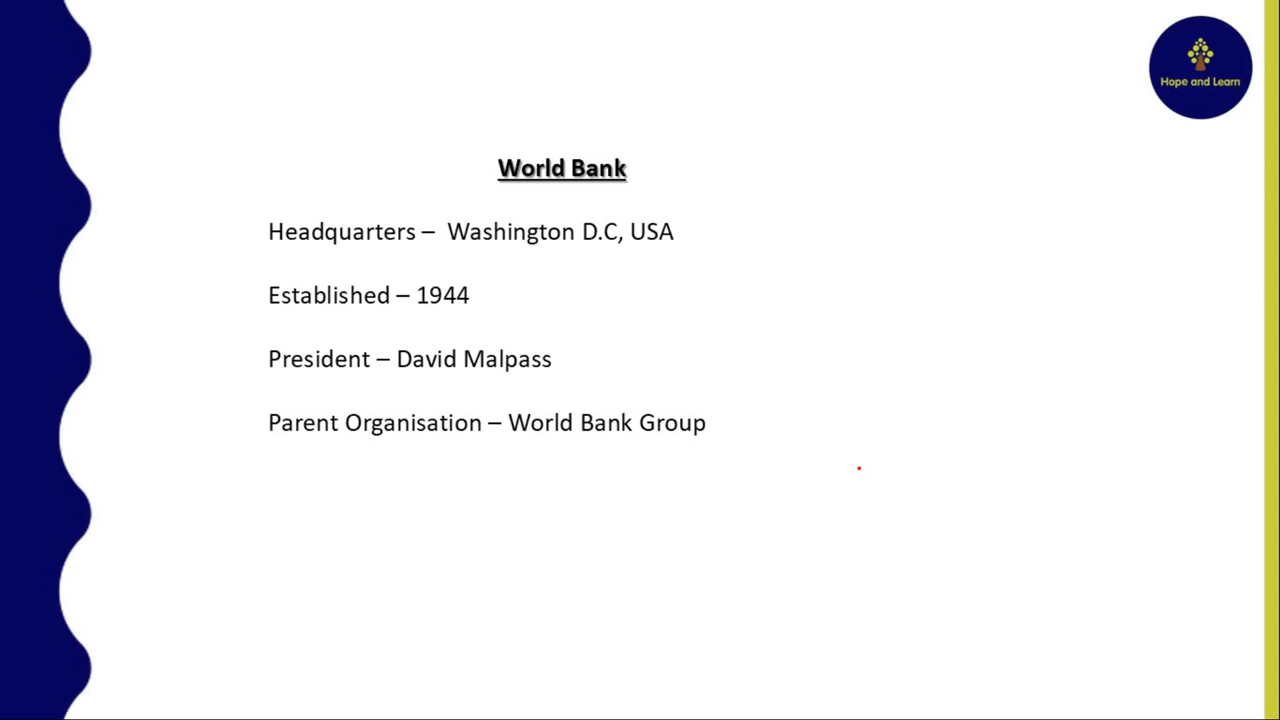 Hope and Learn
World Bank
Headquarters – Washington D.C, USA
Established – 1944
President – David Malpass
Parent Organisation – World Bank Group